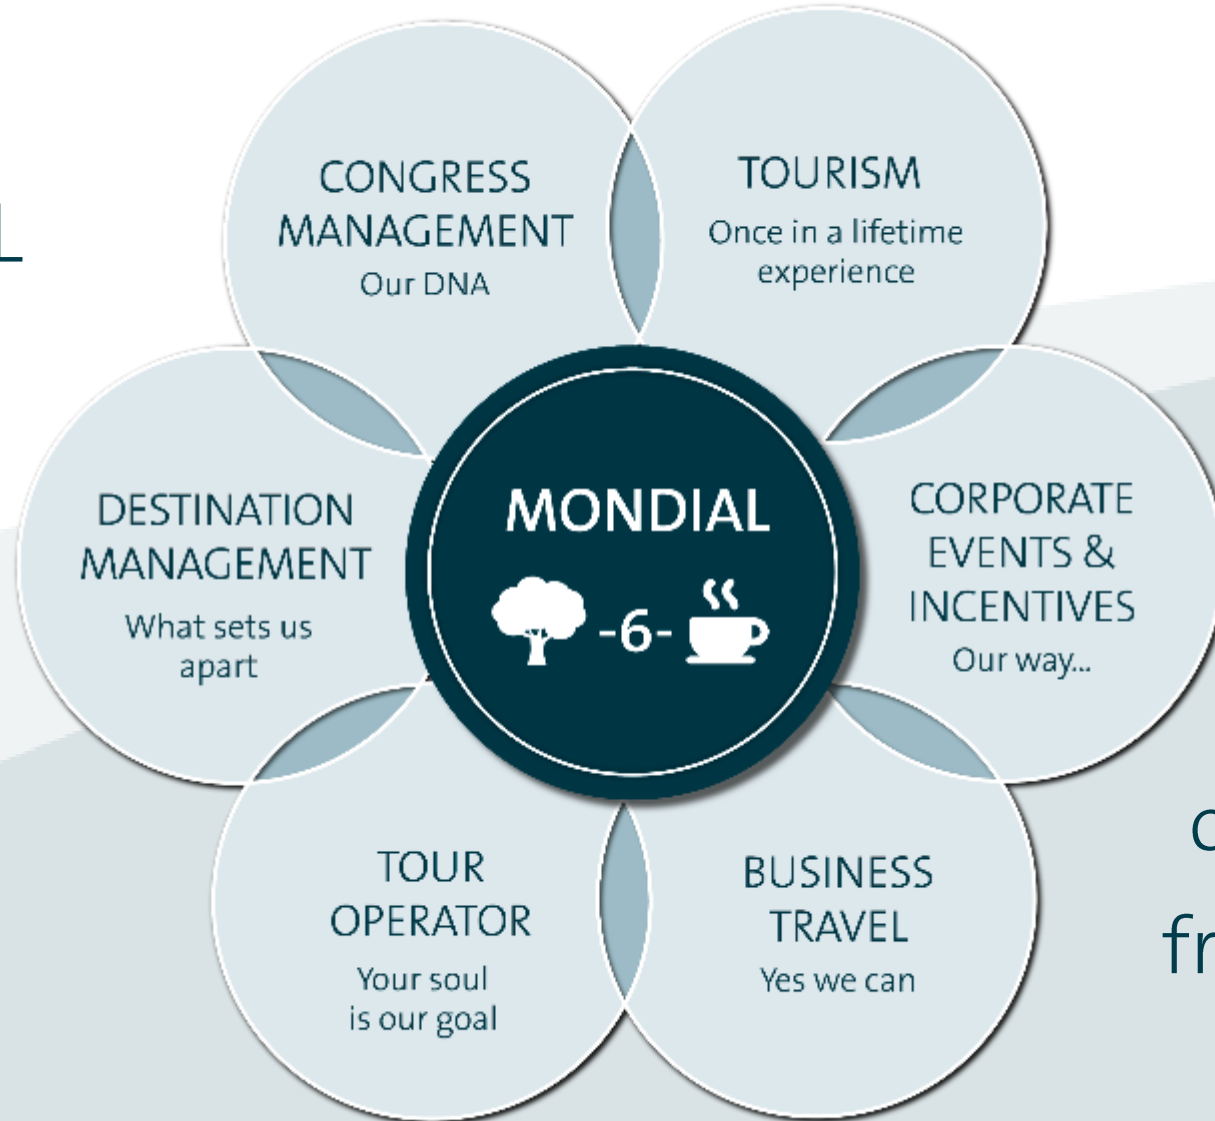 CONGRESS
MANAGEMENT
Our DNA
TOURISM
Once in a lifetime
experience
DESTINATION
MANAGEMENT
What sets us
apart
MONDIAL
-6-
CORPORATE
EVENTS &
INCENTIVES
Our way...
TOUR
OPERATOR
Your soul
is our goal
BUSINESS
TRAVEL
Yes we can